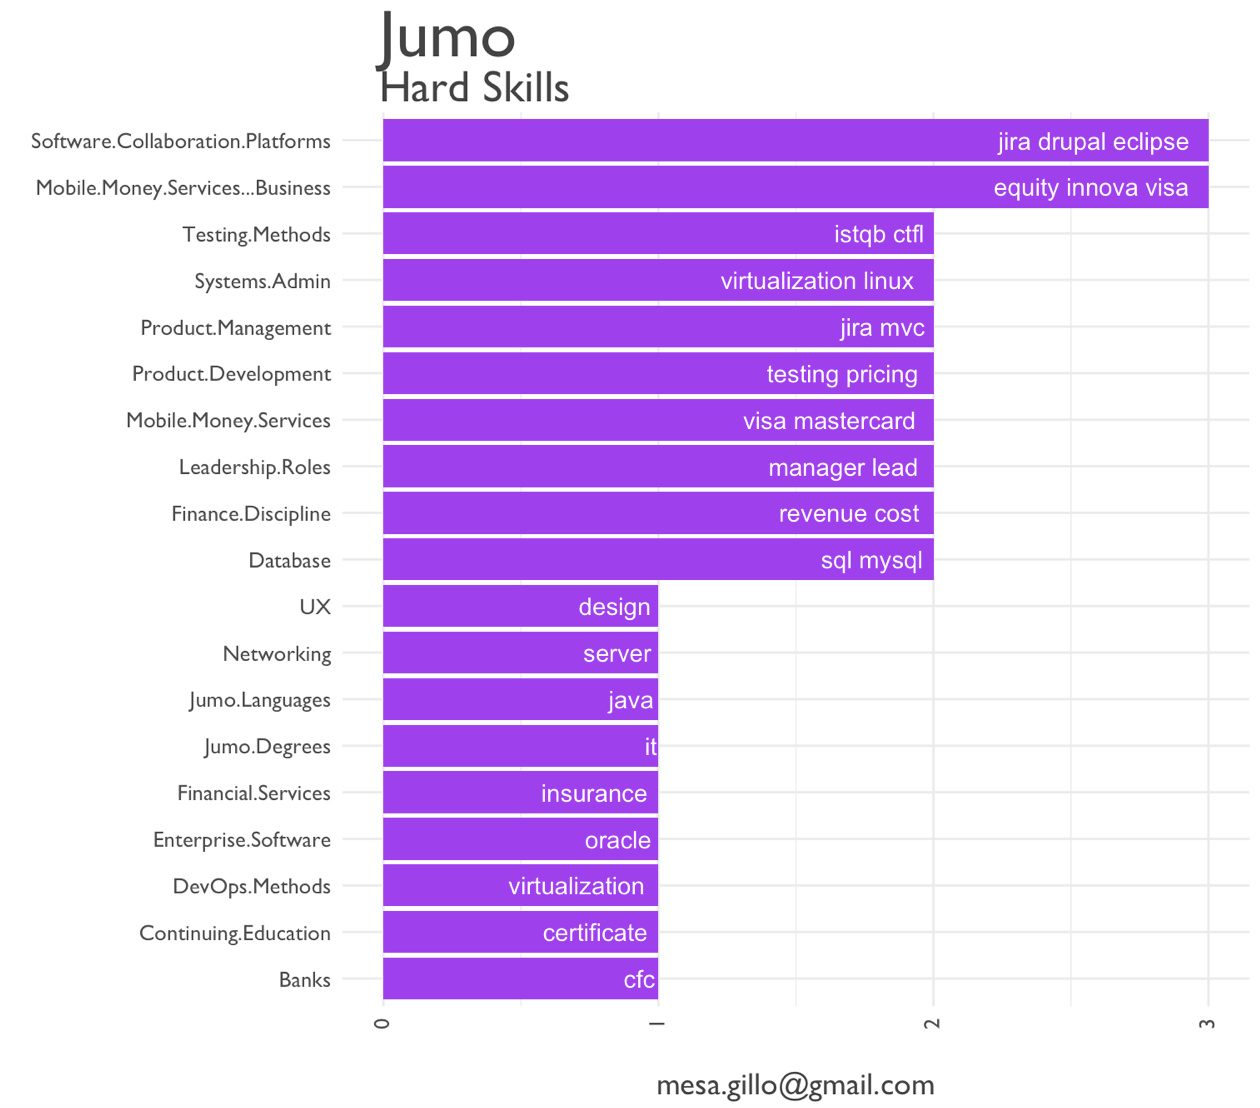 Jumo
Hard Skills
Software.Collaboration.Platforms jira drupal eclipse
Mobile.Money.Services...Business equity innova visa
Testing.Methods istqb ctfl
Systems.Admin virtualization linux
Product.Management jira mvc
Product.Development testing pricing
Mobile.Money.Services visa mastercard
Leadership.Roles manager lead
Finance.Discipline revenue cost
Database sql mysql
UX design
Networking server
Jumo.Languages java
Jumo.Degrees it
Financial.Services insurance
Enterprise.Software oracle
DevOps.Methods virtualization
Continuing.Education certificate
Banks cfc
0 1 2 3
mesa.gillo@gmail.com